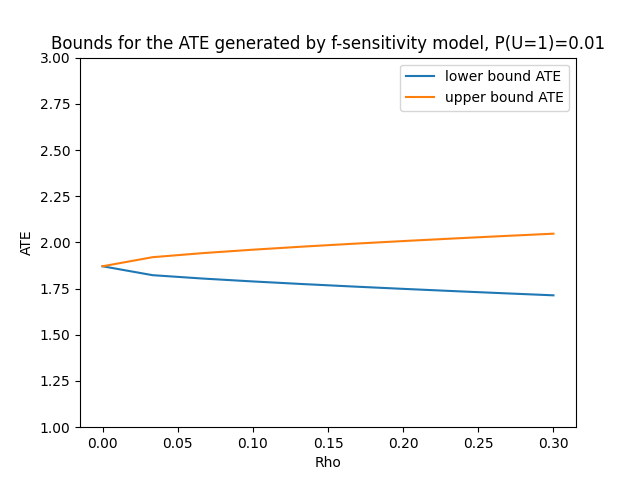 Bounds for the ATE generated by f-sensitivity model, P(U=1)=0.01
lower bound ATE
upper bound ATE
3.00
2.75
2.50
2.25
2.00
1.75
1.50
1.25
1.00
ATE
0.00 0.05 0.10 0.15 0.20 0.25 0.30
Rho